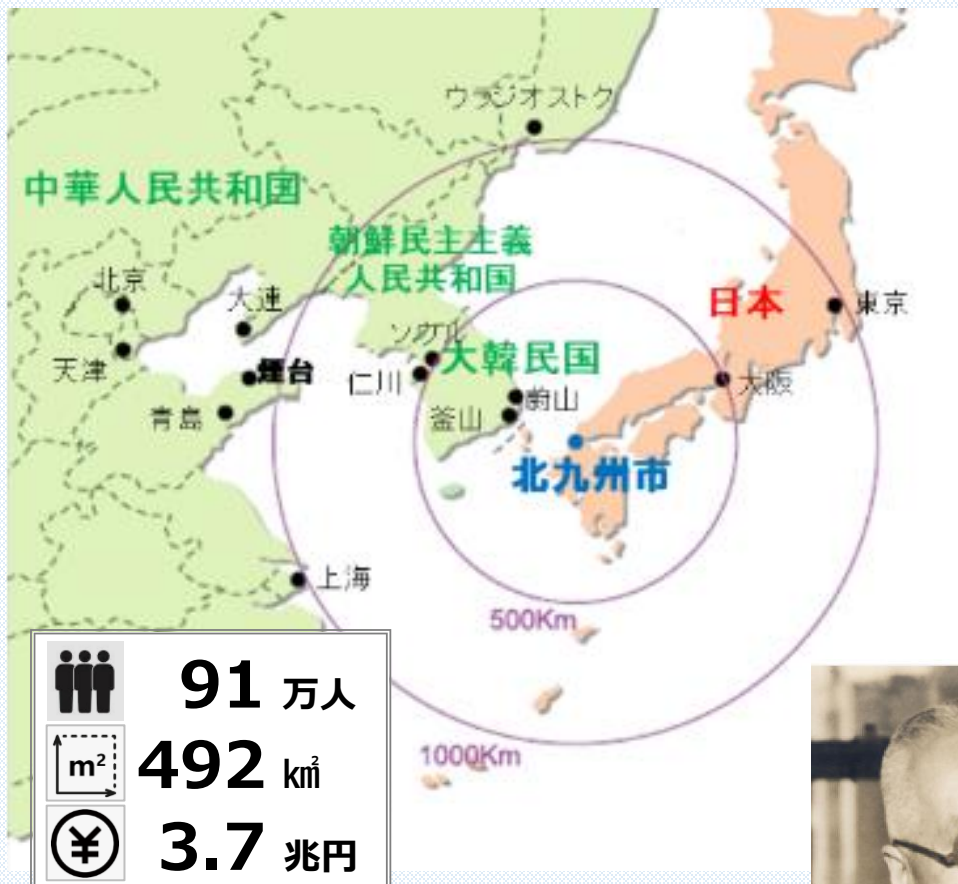 ウラジオストク
中華人民共和国
朝鮮民主主義
人民共和国
北京
大連
日本
東京
ソウル
天津
煙台
仁川
大韓民国
大阪
蔚山
青島
釜山
北九州市
上海
500Km
1000Km
91 万人
m²
492 km²
¥
3.7 兆円